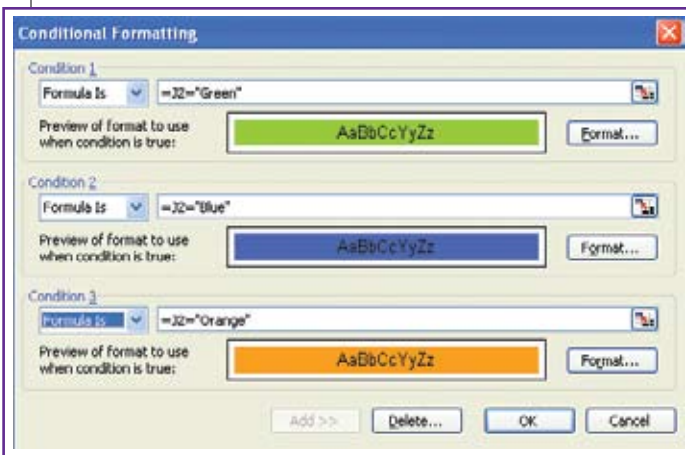 Conditional Formatting
Condition 1
Formula Is =J2="Green"
Preview of format to use
when condition is true:
AaBbCcYyZz
Format...
Condition 2
Formula Is =J2="Blue"
Preview of format to use
when condition is true:
AaBbCcYyZz
Format...
Condition 3
Formula Is =J2="Orange"
Preview of format to use
when condition is true:
AaBbCcYyZz
Format...
Add >> Delete... OK Cancel